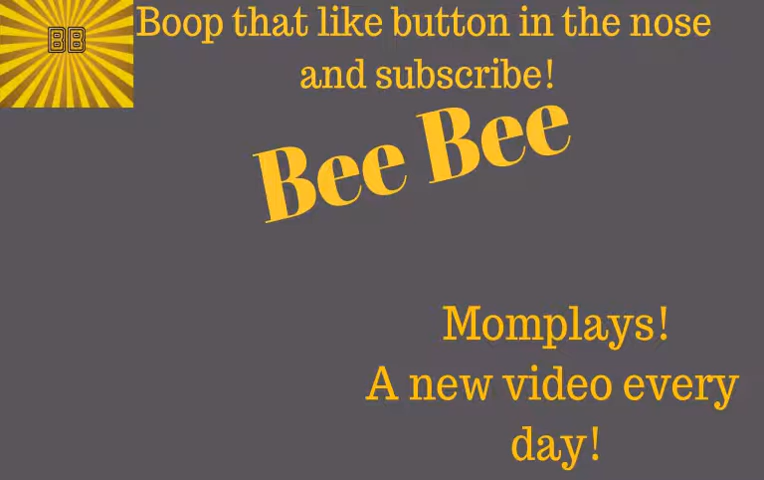 BB
Boop that like button in the nose
and subscribe!
Bee Bee
Momplays!
A new video every
day!